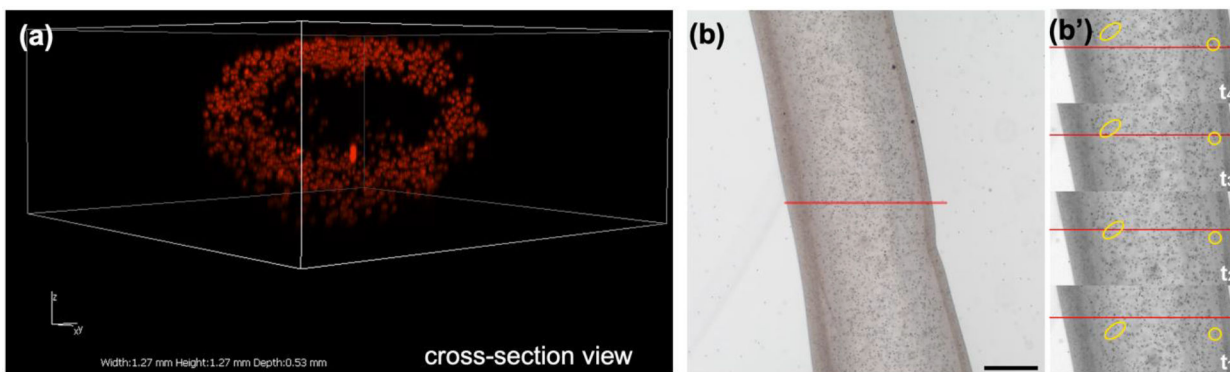 (a)
z
xy
Width:1.27 mm Height:1.27 mm Depth:0.53 mm
cross-section view
(b)
(b')